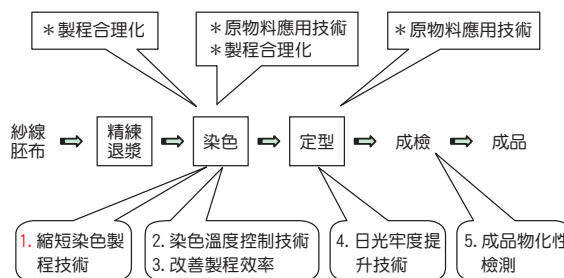 ＊製程合理化
＊原物料應用技術
＊製程合理化
＊原物料應用技術
紗線
胚布
精練
退漿
染色
定型
成檢
成品
1. 縮短染色製
程技術
2. 染色溫度控制技術
3. 改善製程效率
4. 日光牢度提
升技術
5. 成品物化性
檢測